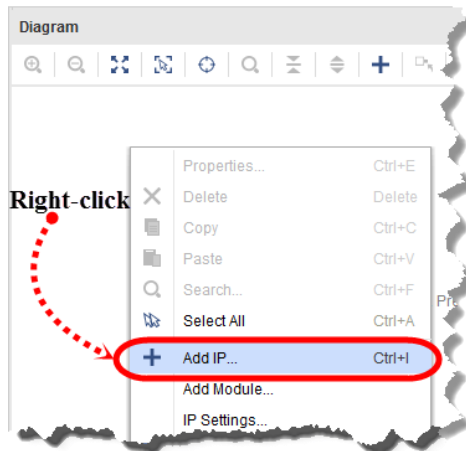 Diagram
Properties... Ctrl+E
Right-click
Delete Delete
Copy Ctrl+C
Paste Ctrl+V
Search... Ctrl+F
Select All Ctrl+A
Add IP... Ctrl+I
Add Module...
IP Settings...